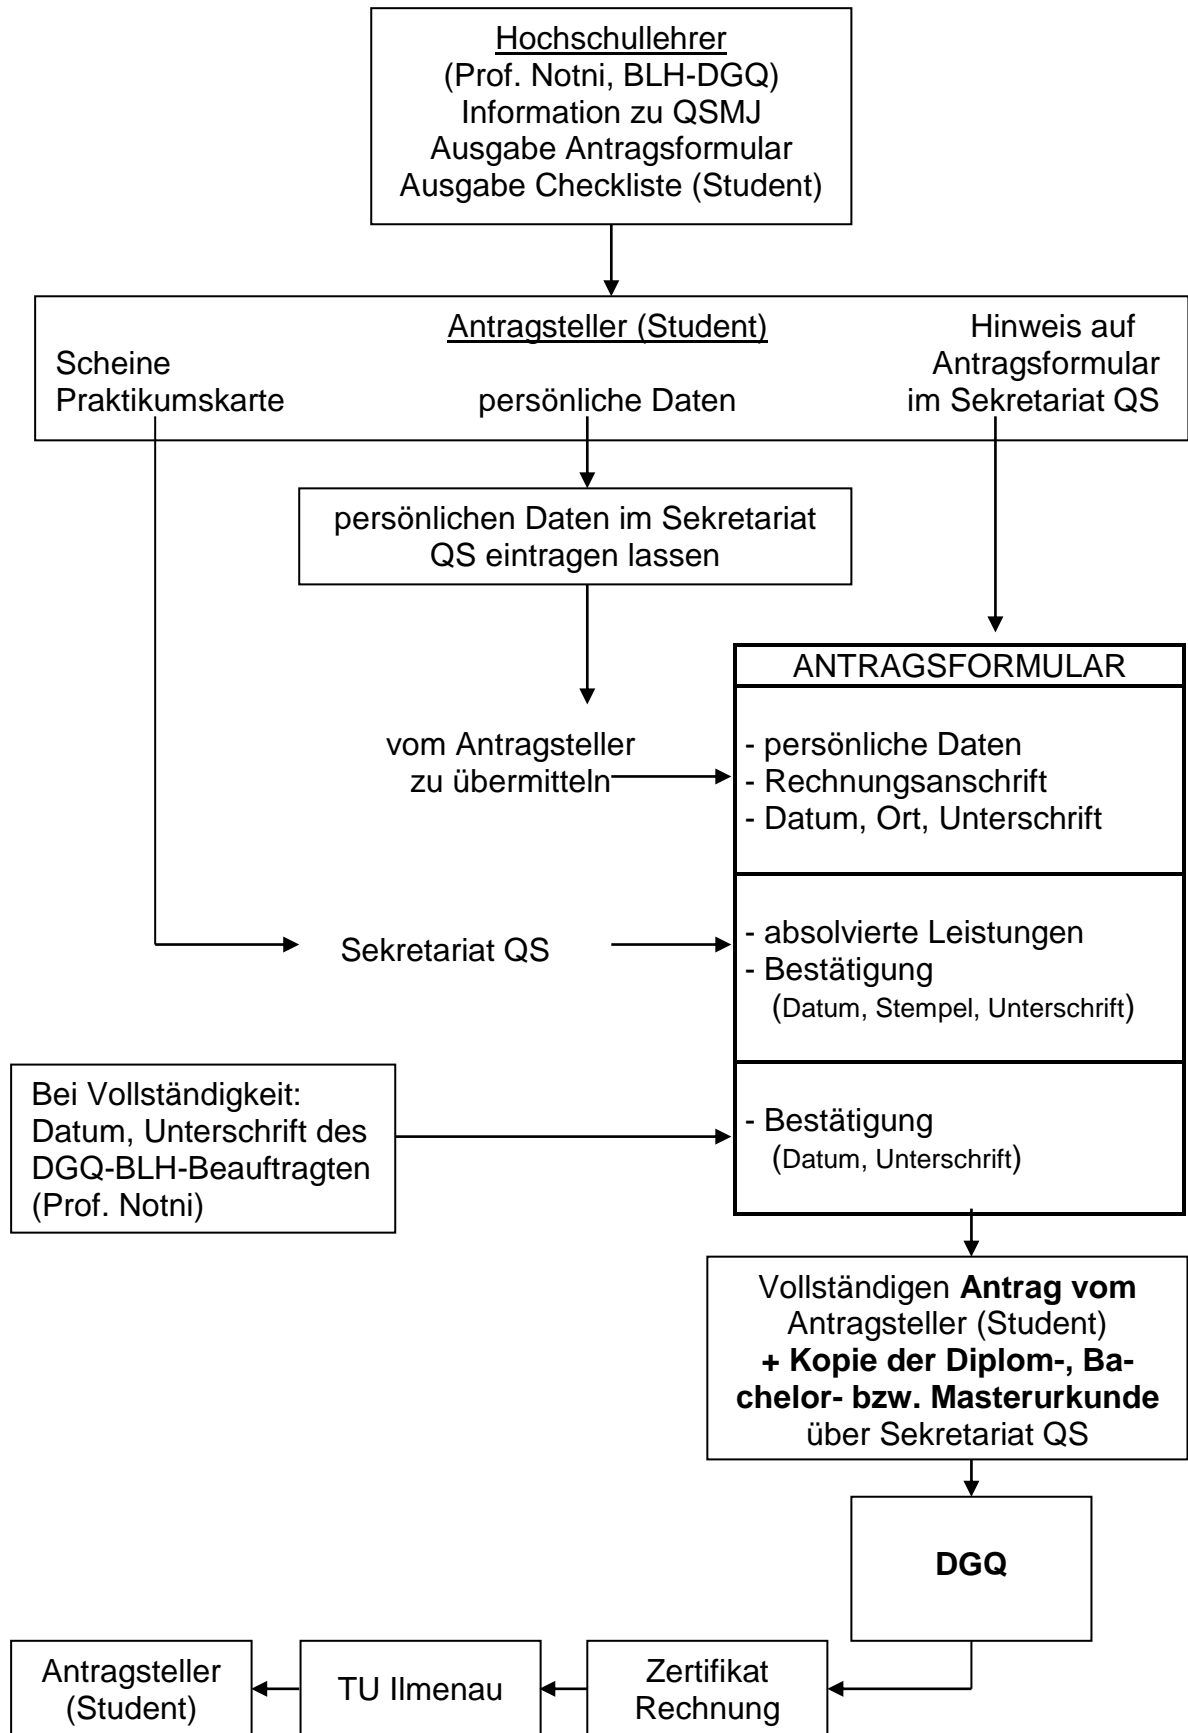 Hochschullehrer
(Prof. Notni, BLH-DGQ)
Information zu QSMJ
Ausgabe Antragsformular
Ausgabe Checkliste (Student)
Antragsteller (Student)
Scheine
Praktikumskarte
persönliche Daten
Hinweis auf
Antragsformular
im Sekretariat QS
persönlichen Daten im Sekretariat
QS eintragen lassen
vom Antragsteller
zu übermitteln
ANTRAGSFORMULAR
- persönliche Daten
- Rechnungsanschrift
- Datum, Ort, Unterschrift
Sekretariat QS
- absolvierte Leistungen
- Bestätigung
(Datum, Stempel, Unterschrift)
Bei Vollständigkeit:
Datum, Unterschrift des
DGQ-BLH-Beauftragten
(Prof. Notni)
- Bestätigung
(Datum, Unterschrift)
Vollständigen Antrag vom
Antragsteller (Student)
+ Kopie der Diplom-, Ba-
chelor- bzw. Masterurkunde
über Sekretariat QS
DGQ
Antragsteller
(Student)
TU Ilmenau
Zertifikat
Rechnung